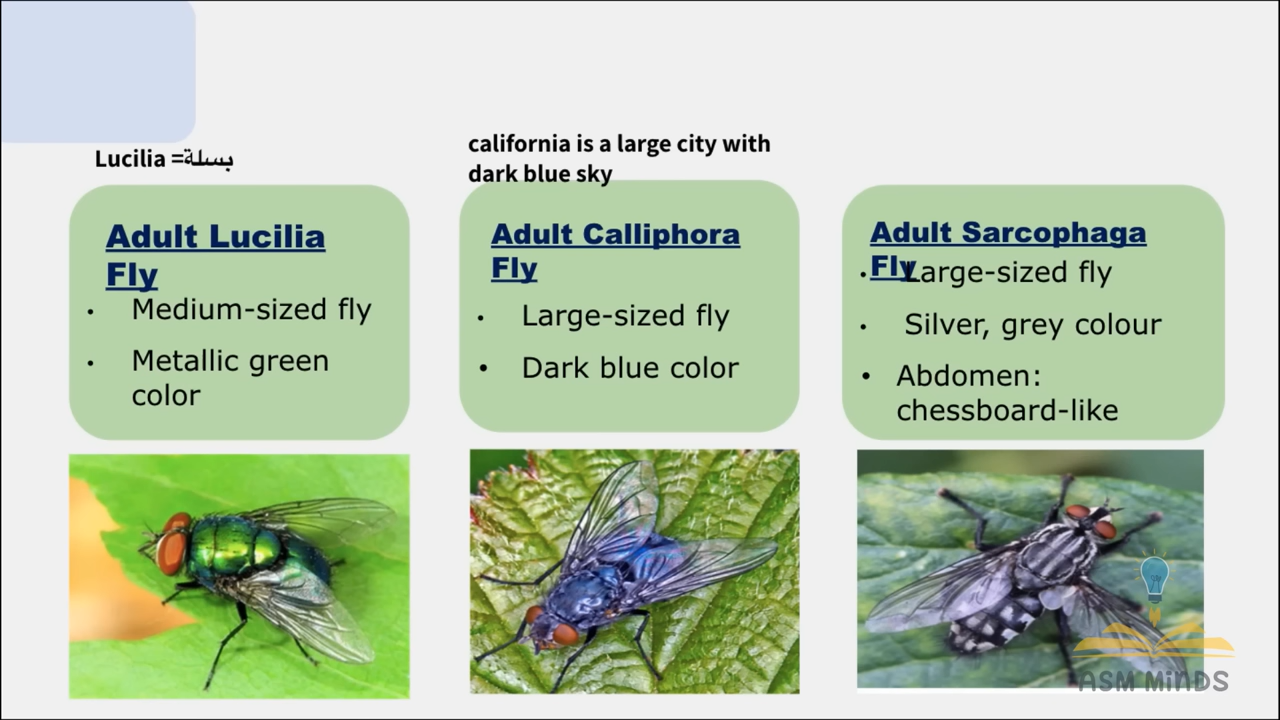 Lucilia =بسلة
california is a large city with
dark blue sky
Adult Lucilia
Fly
• Medium-sized fly
• Metallic green
color
Adult Calliphora
Fly
• Large-sized fly
• Dark blue color
Adult Sarcophaga
Fly
• Large-sized fly
• Silver, grey colour
• Abdomen:
chessboard-like
ASM MINDS